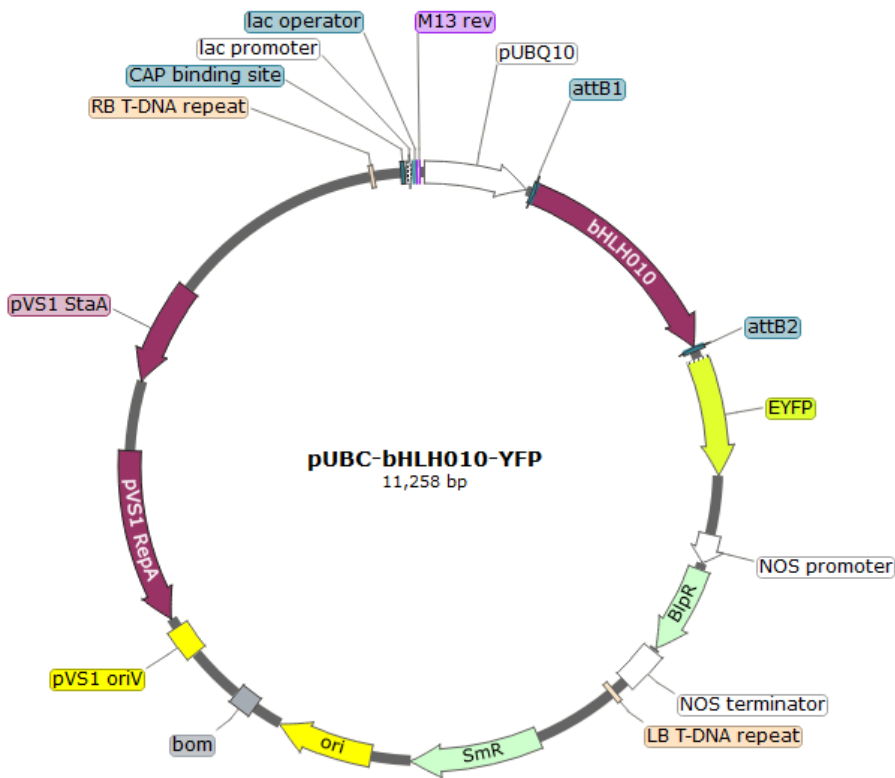 lac operator
M13 rev
lac promoter
pUBQ10
CAP binding site
attB1
RB T-DNA repeat
bHLH010
pVS1 StaA
attB2
EYFP
pUBC-bHLH010-YFP
11,258 bp
pVS1 RepA
NOS promoter
BlpR
pVS1 oriV
NOS terminator
LB T-DNA repeat
bom
ori
SmR